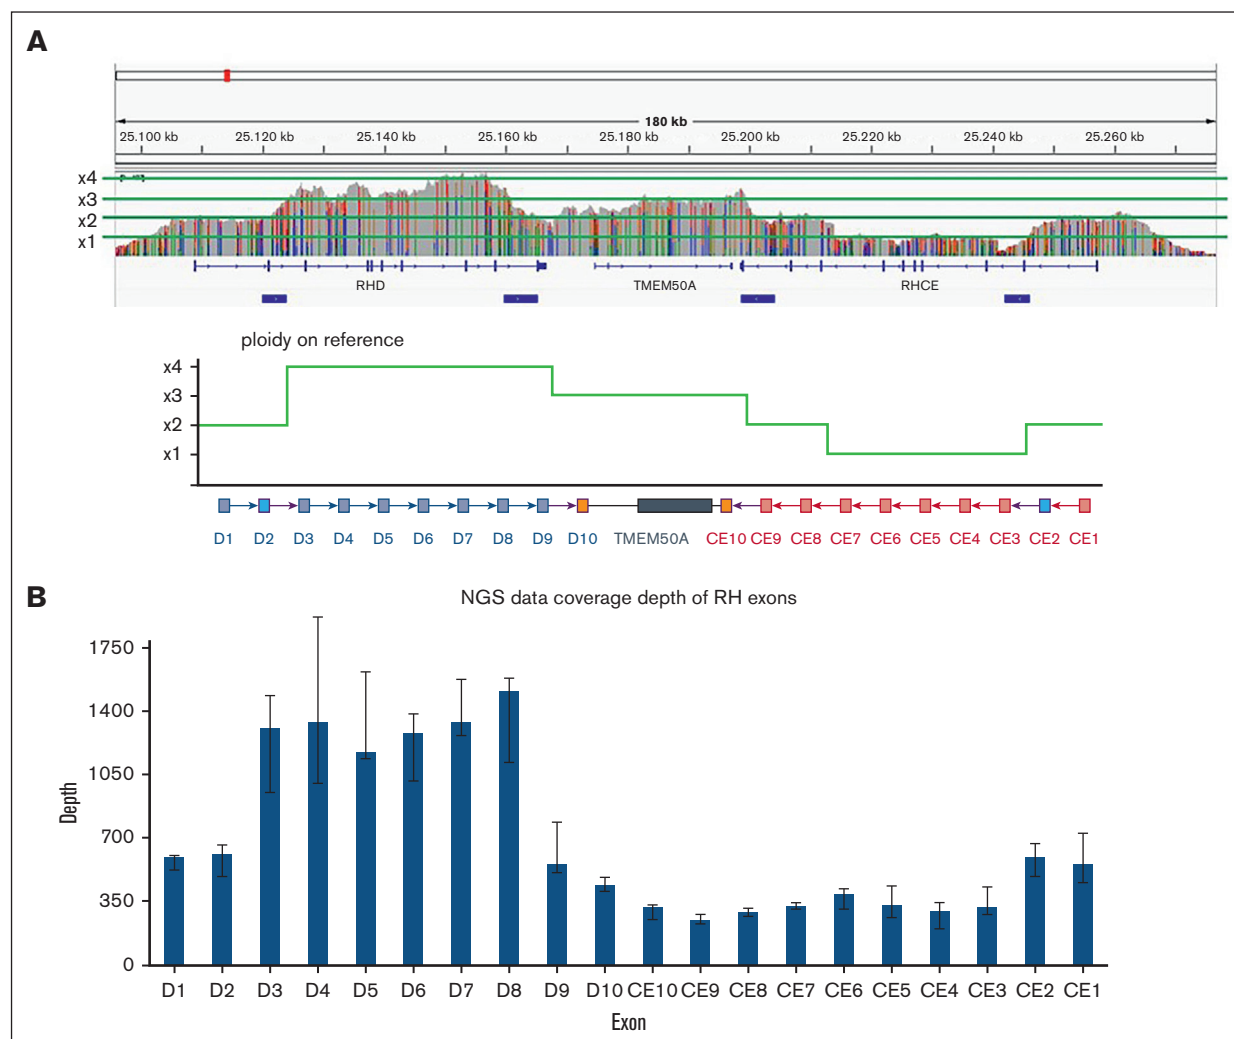 A
180 kb
25.100 kb 25.120 kb 25.140 kb 25.160 kb 25.180 kb 25.200 kb 25.220 kb 25.240 kb 25.260 kb
x4
x3
x2
x1
RHD TMEM50A RHCE
ploidy on reference
x4
x3
x2
x1
D1 D2 D3 D4 D5 D6 D7 D8 D9 D10 TMEM50A CE10 CE9 CE8 CE7 CE6 CE5 CE4 CE3 CE2 CE1
B
NGS data coverage depth of RH exons
1750
1400
1050
700
350
0
Depth
D1 D2 D3 D4 D5 D6 D7 D8 D9 D10 CE10 CE9 CE8 CE7 CE6 CE5 CE4 CE3 CE2 CE1
Exon